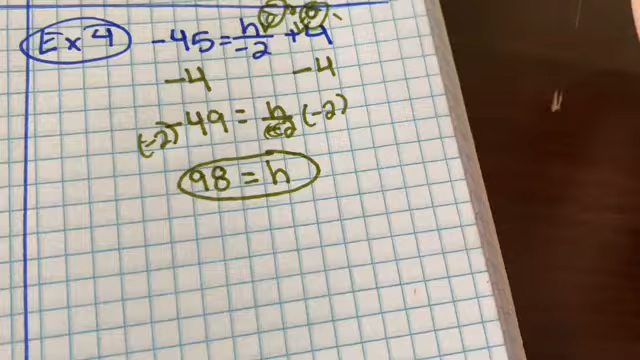 Ex 4 -45 = h/-2 + 4
-4 -4
(-2) -49 = h/-2 (-2)
98 = h